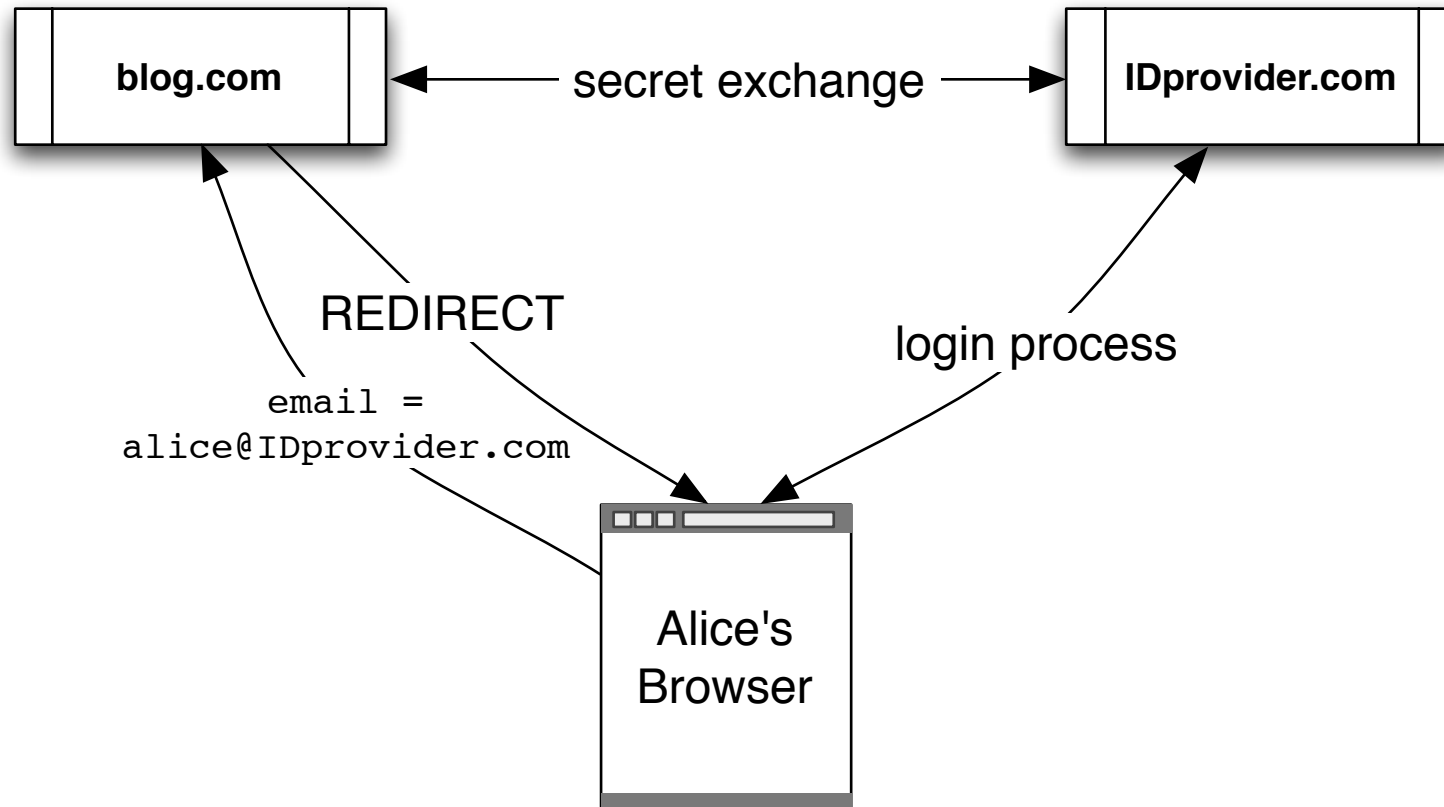 blog.com
secret exchange
IDprovider.com
REDIRECT
login process
email =
alice@IDprovider.com
Alice's
Browser